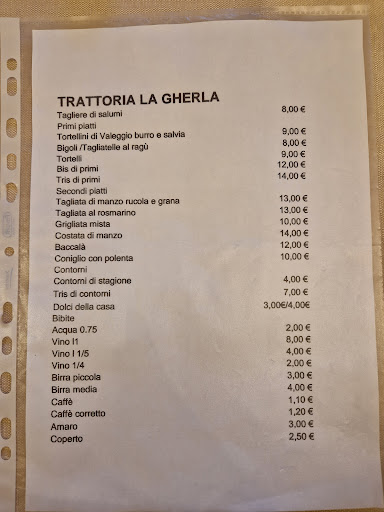 TRATTORIA LA GHERLA
Tagliere di salumi 8,00 €
Primi piatti
Tortellini di Valeggio burro e salvia 9,00 €
Bigoli /Tagliatelle al ragù 8,00 €
Tortelli 9,00 €
Bis di primi 12,00 €
Tris di primi 14,00 €
Secondi piatti
Tagliata di manzo rucola e grana 13,00 €
Tagliata al rosmarino 13,00 €
Grigliata mista 10,00 €
Costata di manzo 14,00 €
Baccalà 12,00 €
Coniglio con polenta 10,00 €
Contorni
Contorni di stagione 4,00 €
Tris di contorni 7,00 €
Dolci della casa 3,00€/4,00€
Bibite
Acqua 0.75 2,00 €
Vino l1 8,00 €
Vino l 1/5 4,00 €
Vino 1/4 2,00 €
Birra piccola 3,00 €
Birra media 4,00 €
Caffè 1,10 €
Caffè corretto 1,20 €
Amaro 3,00 €
Coperto 2,50 €